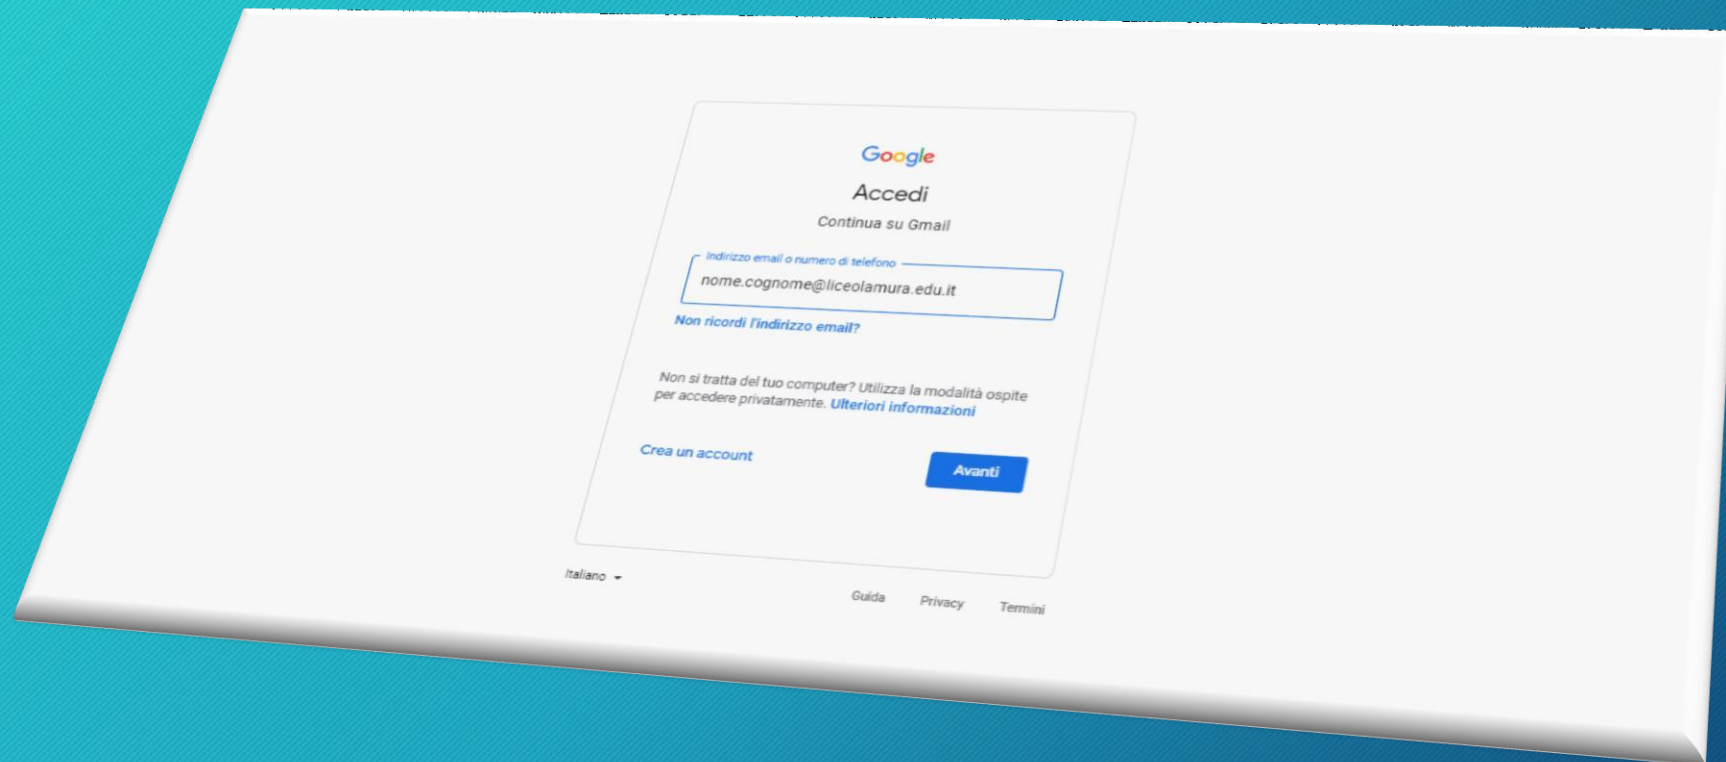 Google
Accedi
Continua su Gmail
Indirizzo email o numero di telefono
nome.cognome@liceolamura.edu.it
Non ricordi l'indirizzo email?
Non si tratta del tuo computer? Utilizza la modalità ospite
per accedere privatamente. Ulteriori informazioni
Crea un account
Avanti
Italiano
Guida Privacy Termini